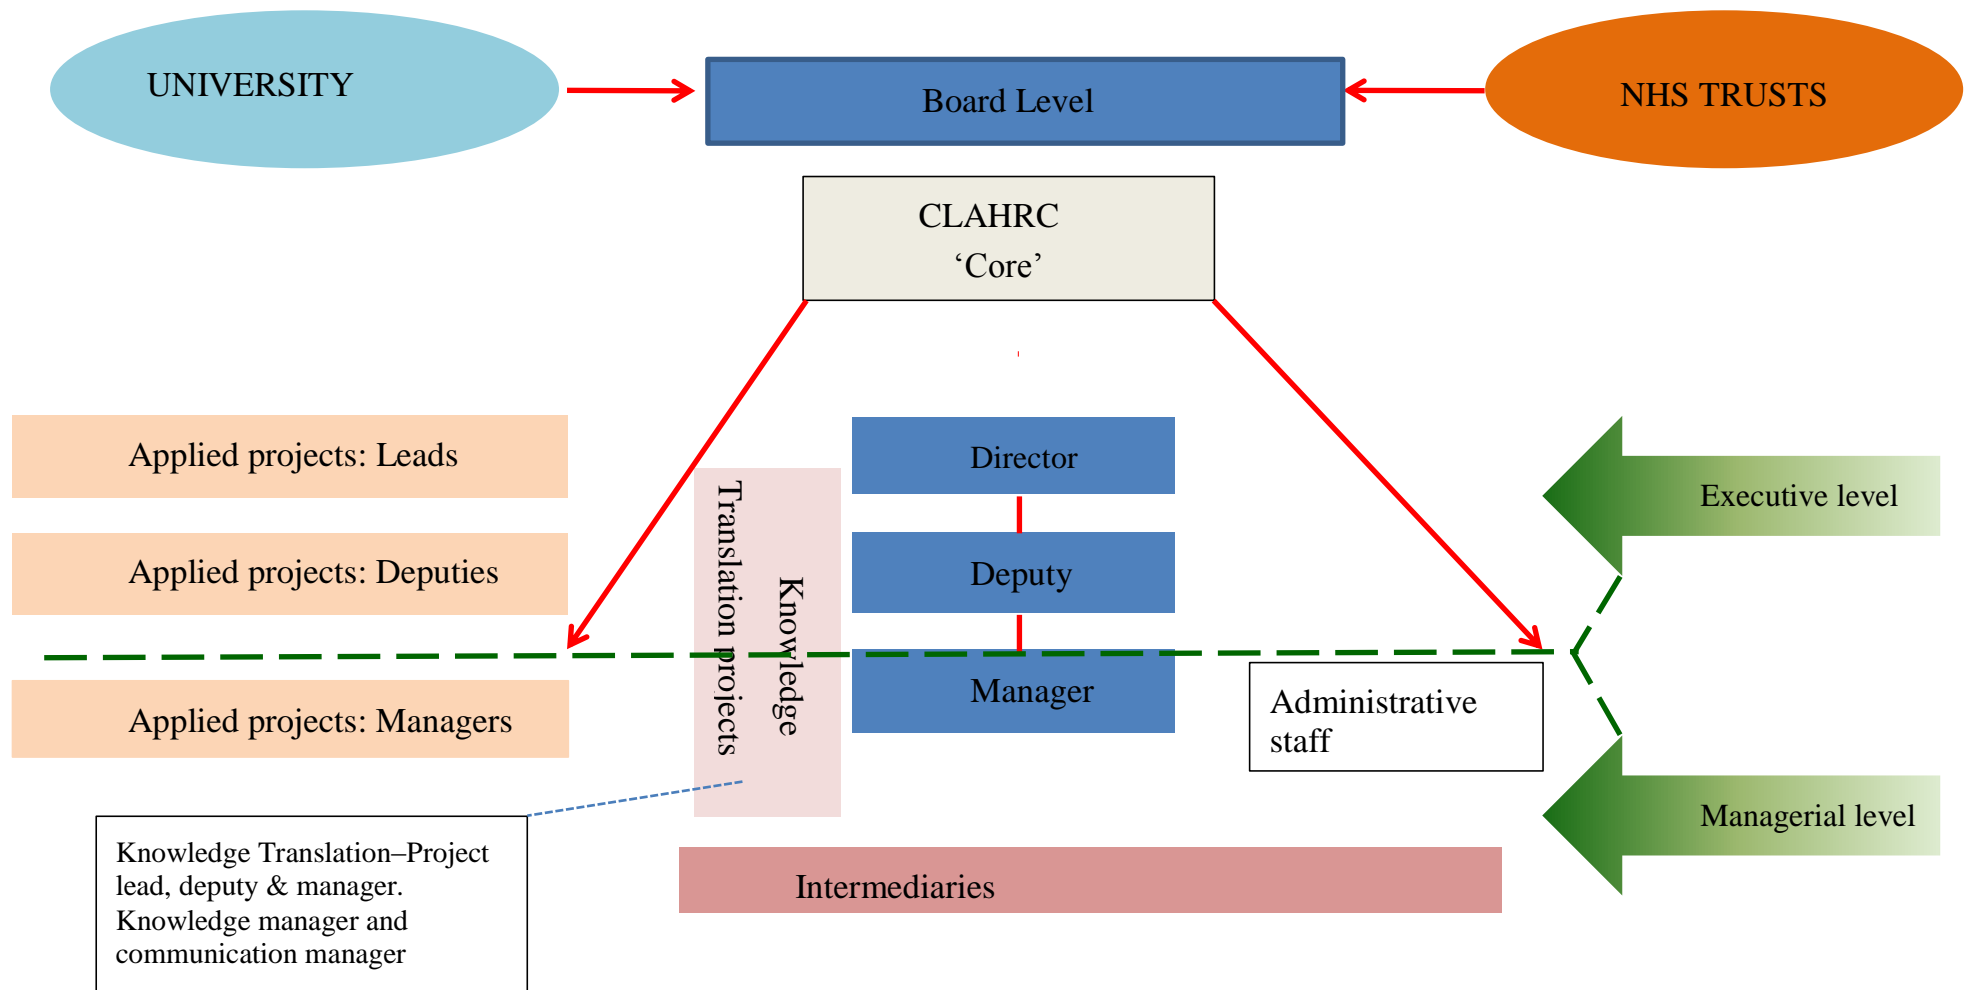 UNIVERSITY
Board Level
NHS TRUSTS
CLAHRC
‘Core’
Applied projects: Leads
Director
Executive level
Applied projects: Deputies
Deputy
Knowledge
Translation projects
Applied projects: Managers
Manager
Administrative
staff
Managerial level
Knowledge Translation–Project
lead, deputy & manager.
Knowledge manager and
communication manager
Intermediaries